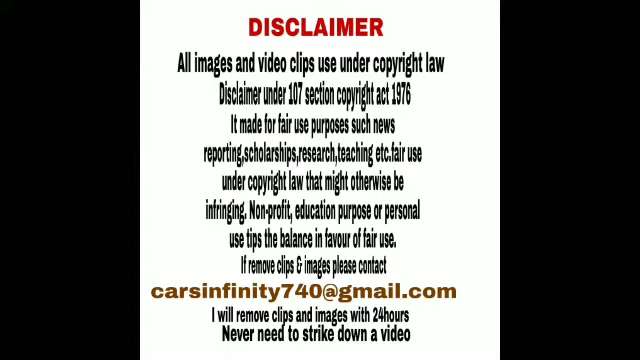 DISCLAIMER
All images and video clips use under copyright law
Disclaimer under 107 section copyright act 1976
It made for fair use purposes such news
reporting,scholarships,research,teaching etc.fair use
under copyright law that might otherwise be
infringing. Non-profit, education purpose or personal
use tips the balance in favour of fair use.
If remove clips & images please contact
carsinfinity740@gmail.com
I will remove clips and images with 24hours
Never need to strike down a video